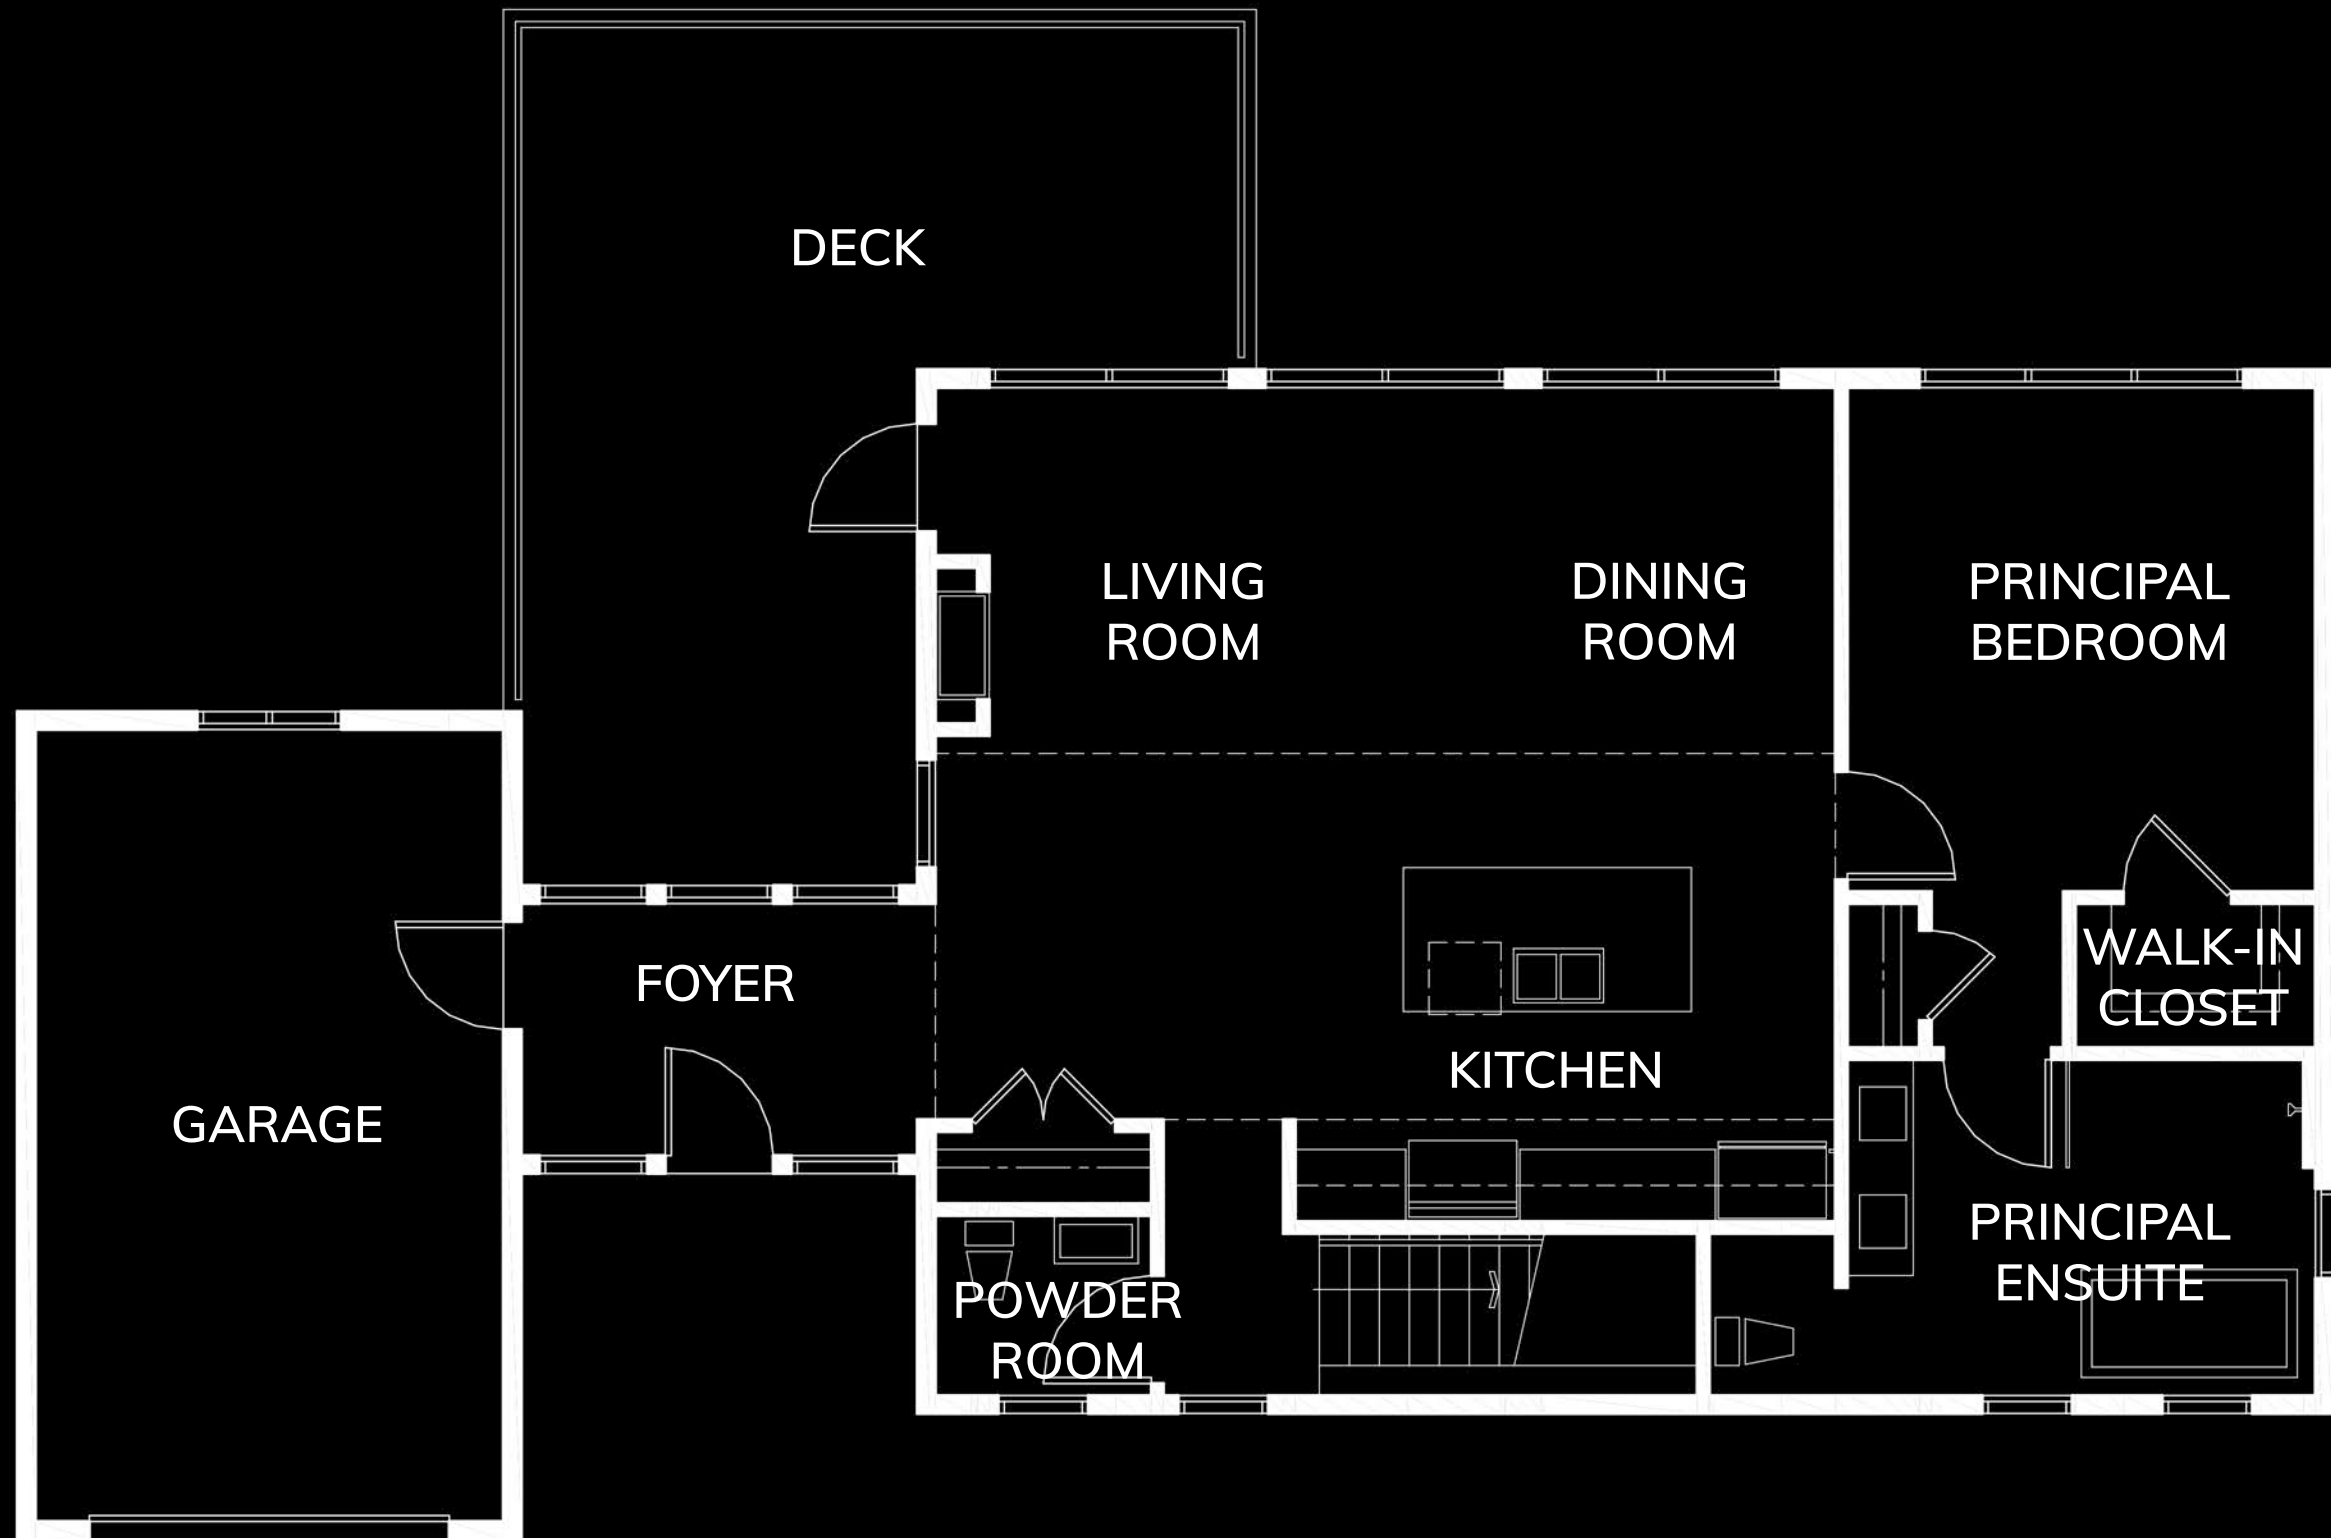 DECK
LIVING
ROOM
DINING
ROOM
PRINCIPAL
BEDROOM
WALK-IN
CLOSET
FOYER
KITCHEN
GARAGE
PRINCIPAL
ENSUITE
POWDER
ROOM